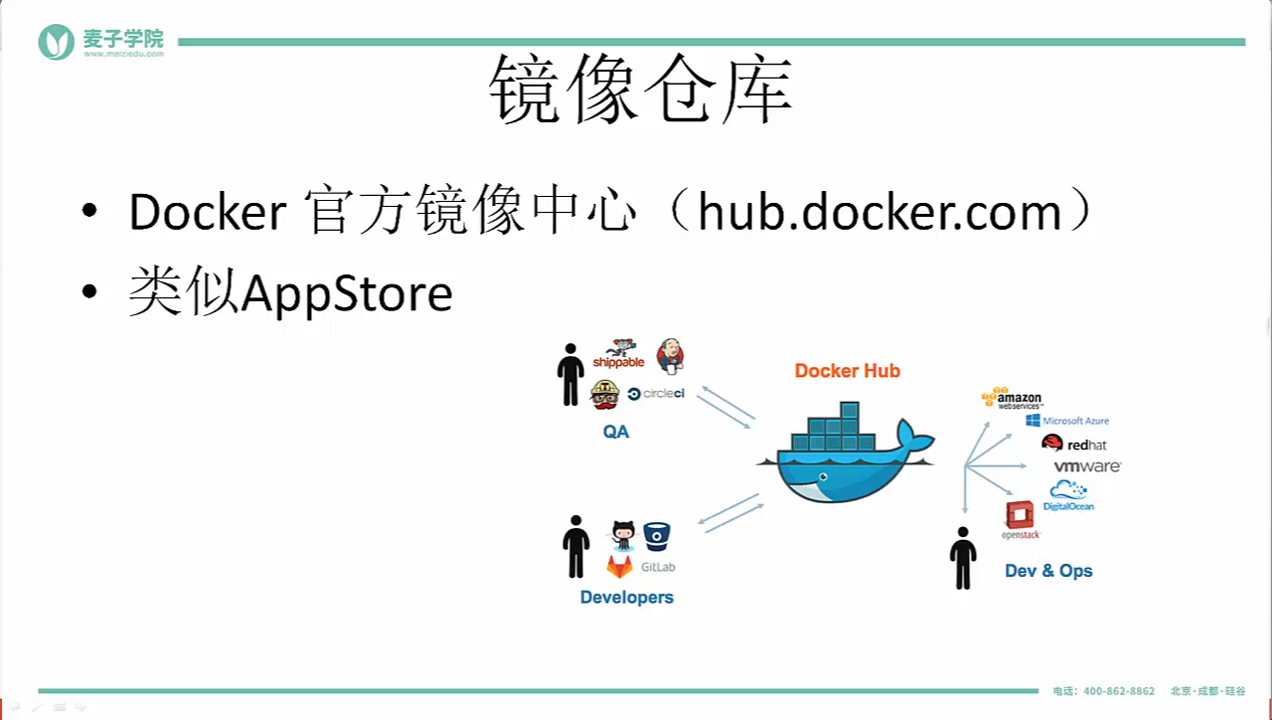 麦子学院
www.maiziedu.com
镜像仓库
• Docker 官方镜像中心（hub.docker.com）
• 类似AppStore
shippable
circleci
QA
Docker Hub
amazon
webservices™
Microsoft Azure
redhat
vmware
DigitalOcean
openstack
Dev & Ops
GitLab
Developers
电话：400-862-8862 北京·成都·硅谷